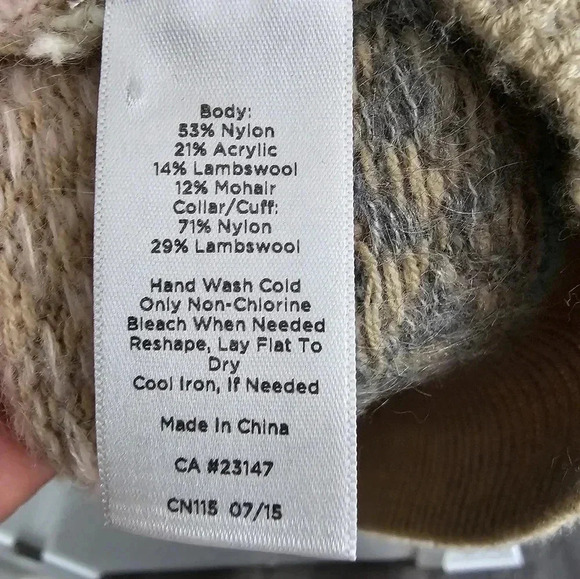 Body:
53% Nylon
21% Acrylic
14% Lambswool
12% Mohair
Collar/Cuff:
71% Nylon
29% Lambswool
Hand Wash Cold
Only Non-Chlorine
Bleach When Needed
Reshape, Lay Flat To
Dry
Cool Iron, If Needed
Made In China
CA #23147
CN115 07/15